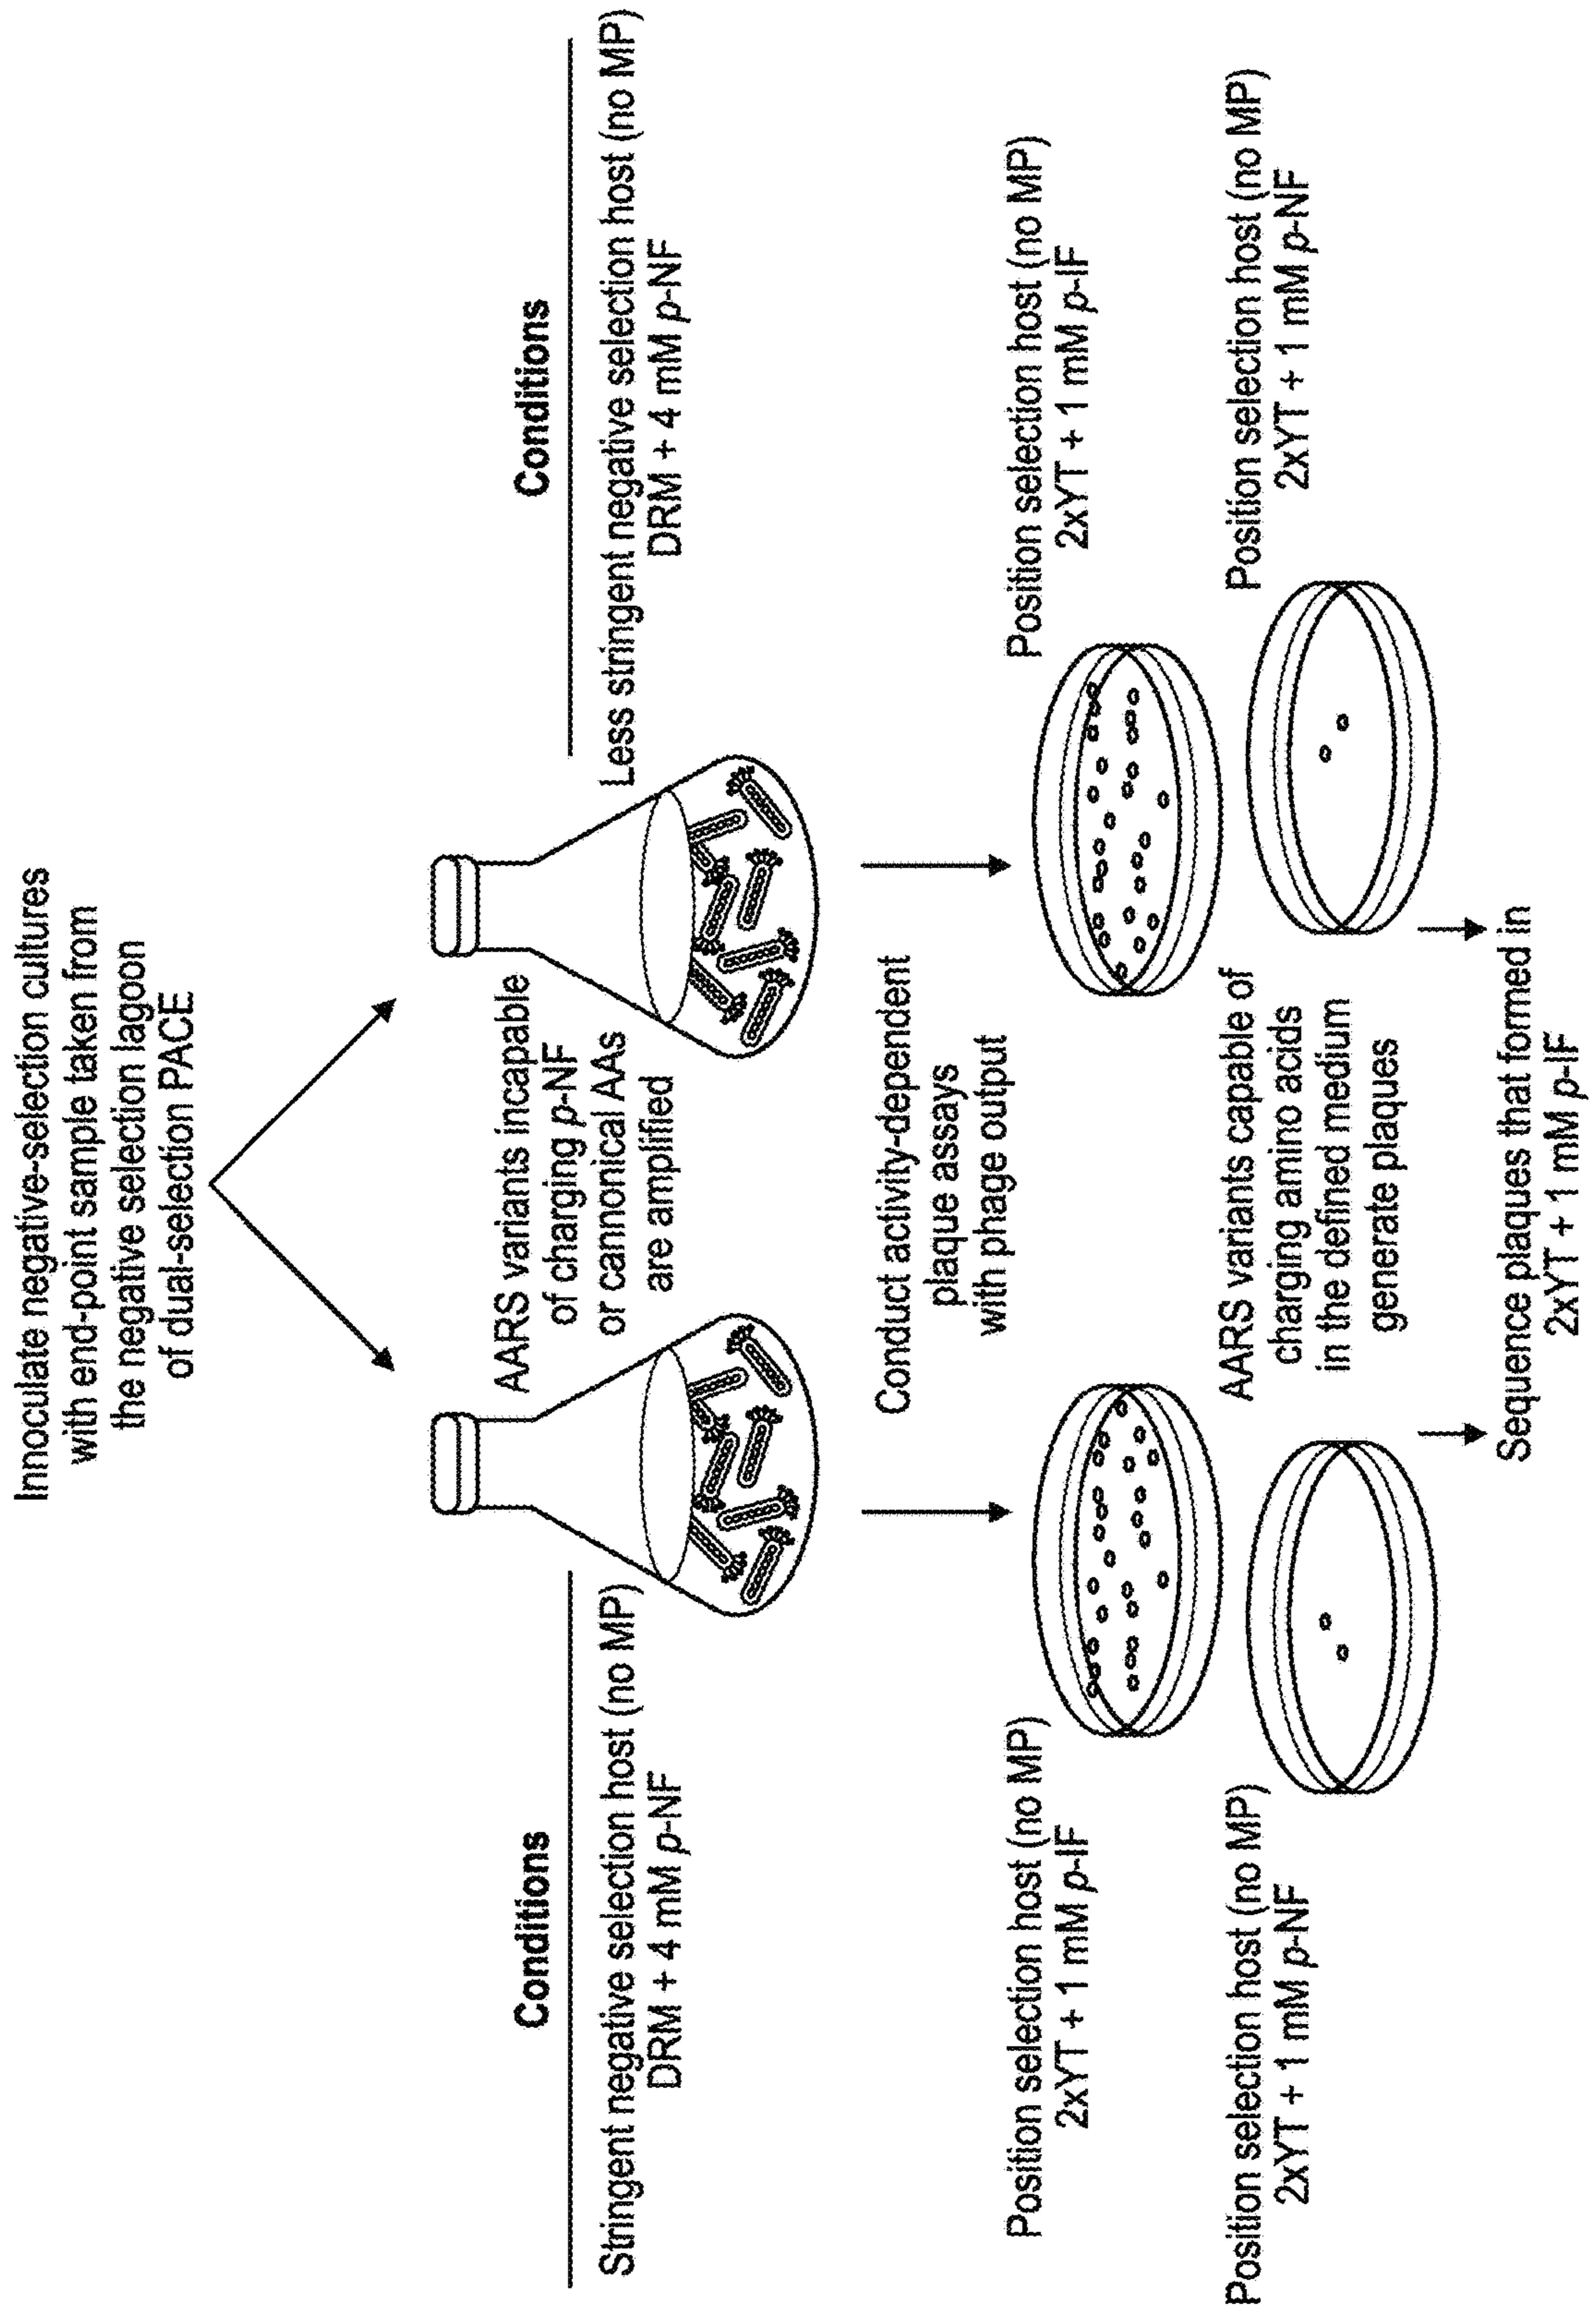 Innoculate negative-selection cultures
with end-point sample taken from
the negative selection lagoon
of dual-selection PACE
Conditions
Stringent negative selection host (no MP)
DRM + 4 mM p-NF
AARS variants incapable
of charging p-NF
or cannonical AAs
are amplified
Conditions
Less stringent negative selection host (no MP)
DRM + 4 mM p-NF
Conduct activity-dependent
plaque assays
with phage output
Position selection host (no MP)
2xYT + 1 mM p-IF
Position selection host (no MP)
2xYT + 1 mM p-IF
Position selection host (no MP)
2xYT + 1 mM p-NF
AARS variants capable of
charging amino acids
in the defined medium
generate plaques
Position selection host (no MP)
2xYT + 1 mM p-NF
Sequence plaques that formed in
2xYT + 1 mM p-IF